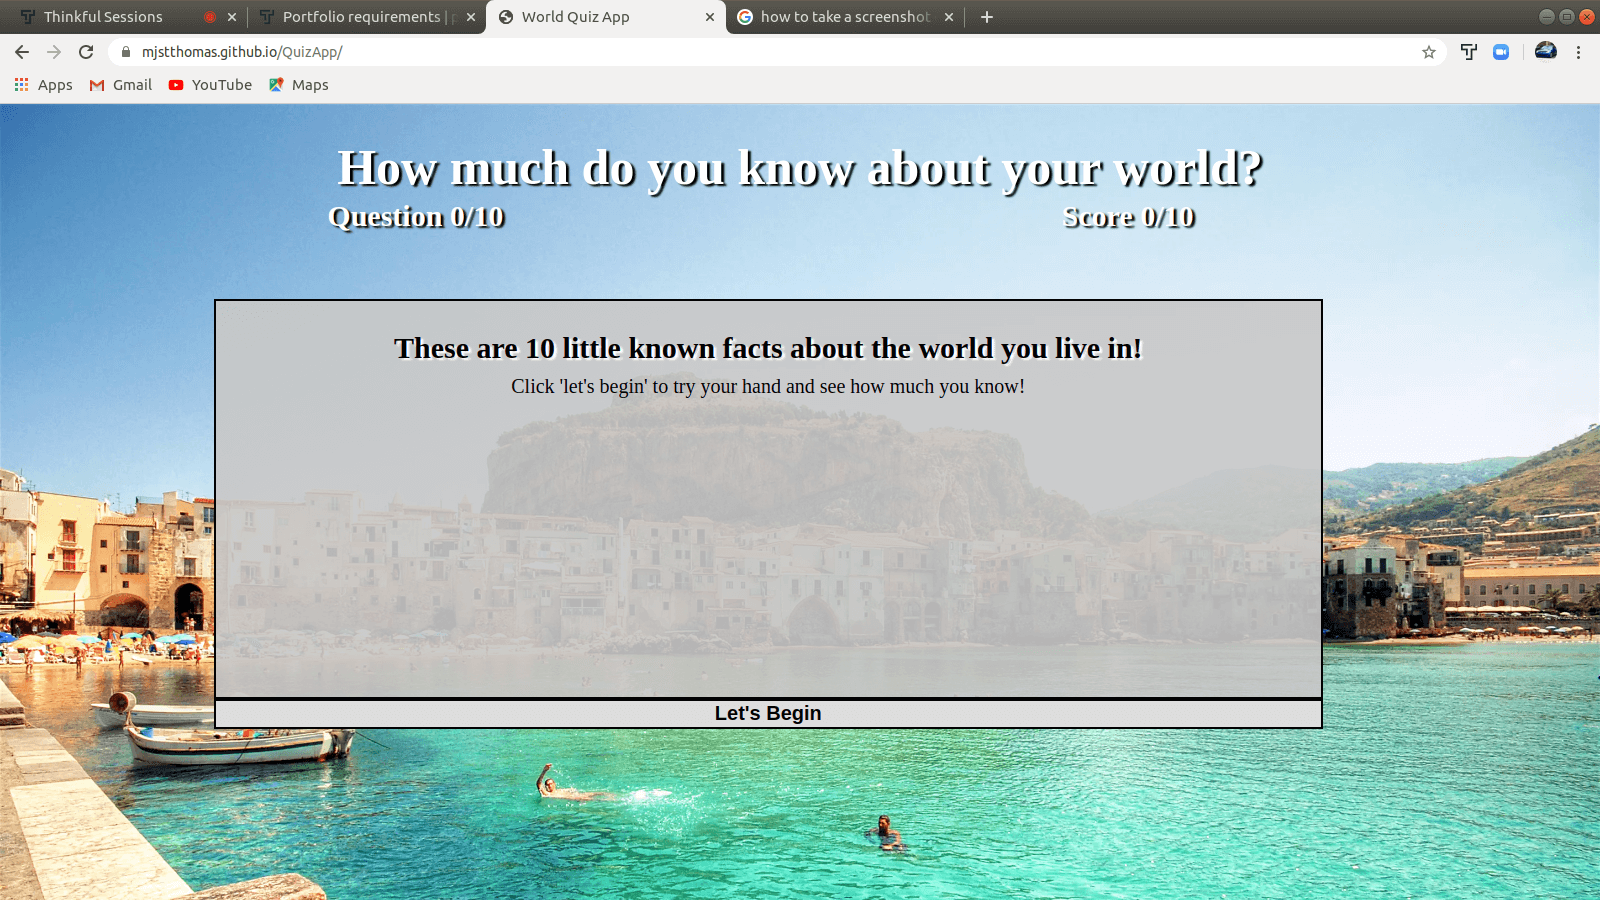 Thinkful Sessions
Portfolio requirements |
World Quiz App
how to take a screenshot
mjstthomas.github.io/QuizApp/
Apps
Gmail
YouTube
Maps
How much do you know about your world?
Question 0/10
Score 0/10
These are 10 little known facts about the world you live in!
Click 'let's begin' to try your hand and see how much you know!
Let's Begin